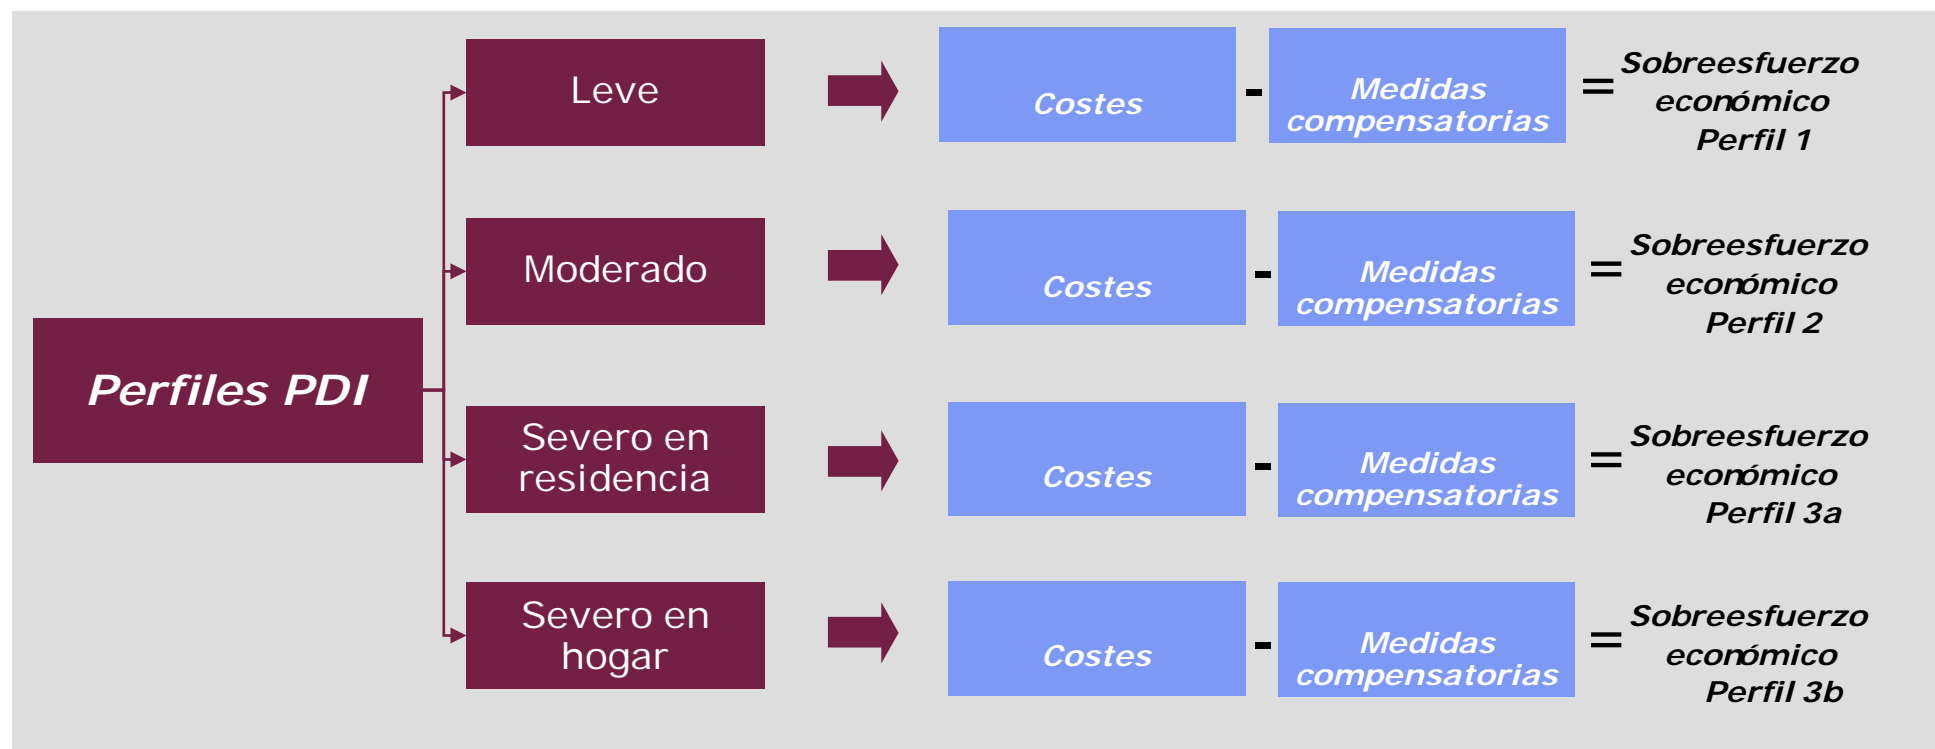 Leve
Costes
-
Medidas
compensatorias
=
Sobreesfuerzo
económico
Perfil 1
Moderado
Costes
-
Medidas
compensatorias
=
Sobreesfuerzo
económico
Perfil 2
Perfiles PDI
Severo en
residencia
Costes
-
Medidas
compensatorias
=
Sobreesfuerzo
económico
Perfil 3a
Severo en
hogar
Costes
-
Medidas
compensatorias
=
Sobreesfuerzo
económico
Perfil 3b